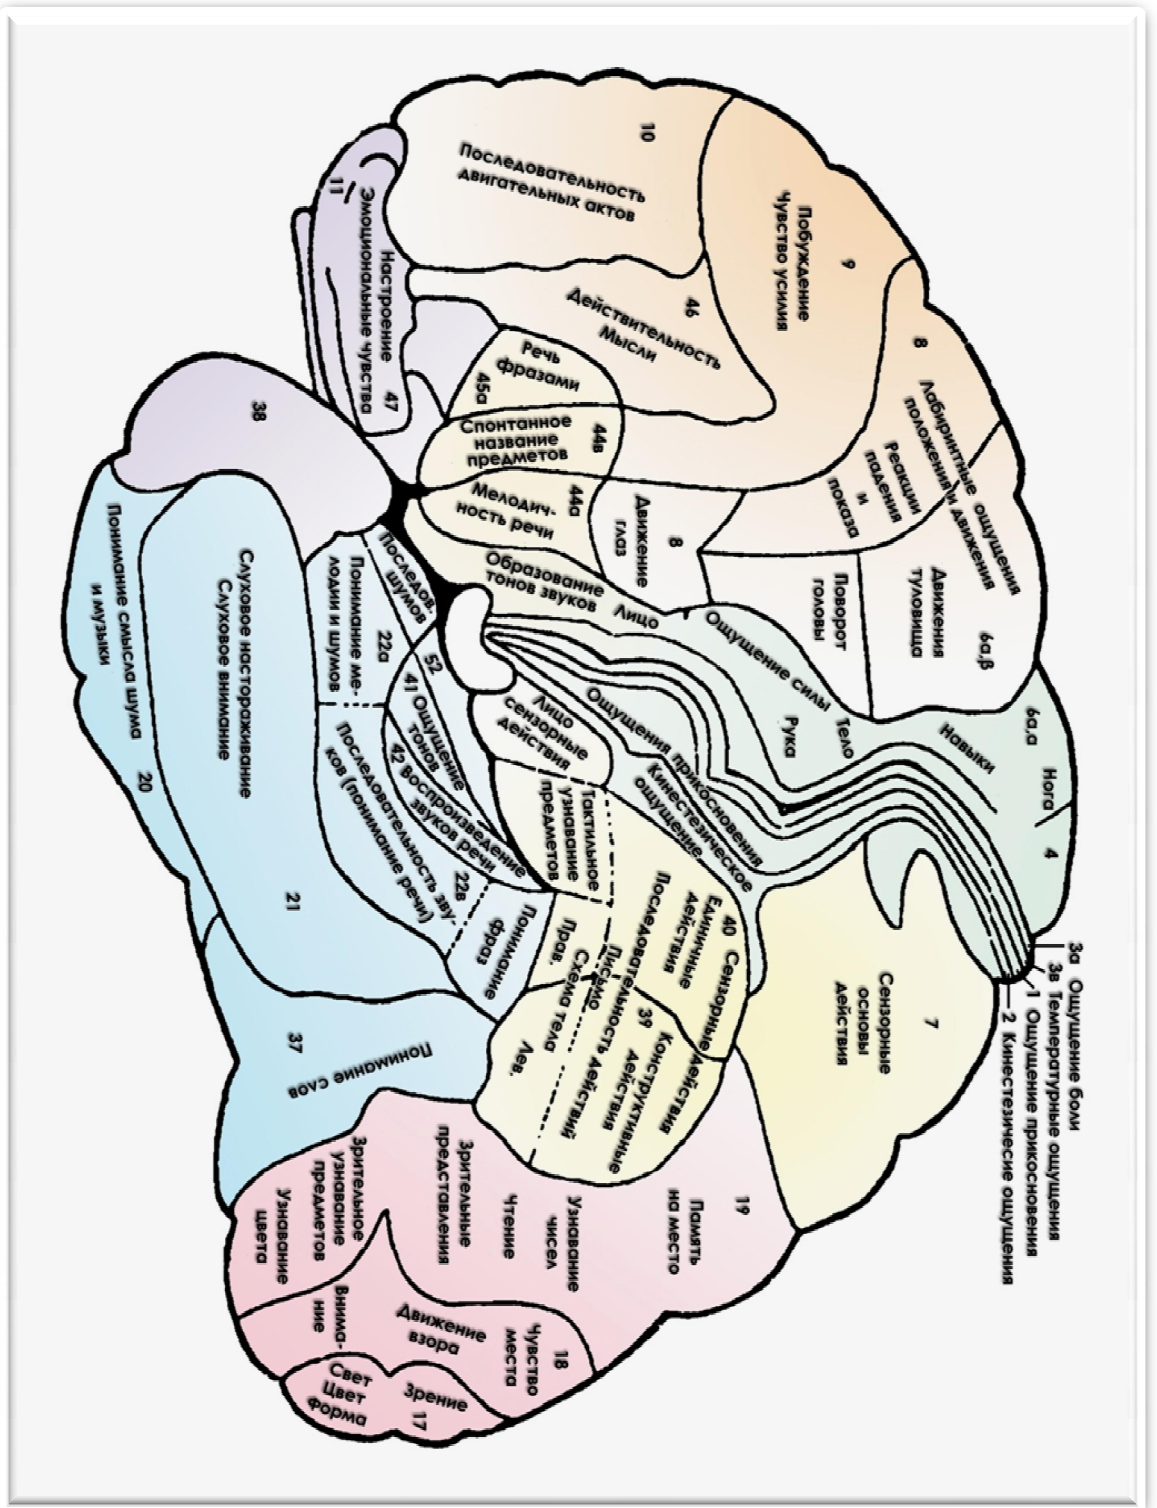 10
Последовательность
двигательных актов
9
Побуждение
Чувство усилия
11
Настроение
Эмоциональные чувства
47
46
Действительность
Мысли
8
Лабиринтные ощущения
положения и движения
Реакции
падения
и
показа
Речь
фразами
45а
44в
Спонтанное
название
предметов
44а
Мелодич-
ность речи
8
Движение
глаз
Образование
тонов звуков
Лицо
Поворот
головы
Движения
туловища
6а,β
6а,а
Навыки
Нога
4
Ощущение силы
Тело
Рука
3а Ощущение боли
3в Температурные ощущения
1 Ощущение прикосновения
2 Кинестезичесие ощущения
Ощущения прикосновения
Кинестезическое
ощущение
Лицо
сенсорные
действия
Тактильное
узнавание
предметов
38
Понимание смысла шума
и музыки
20
Слуховое настораживание
Слуховое внимание
21
Последов.
шумов
Понимание ме-
лодии и шумов
22а
52
41 Ощущение
тонов
42 Воспроизведение
звуков речи
Последовательность зву-
ков (понимание речи)
22в
Понимание
фраз
37
Понимание слов
40 Сензорные действия
Единичные
действия
Последовательность действий
39
Конструктивные
действия
Письмо
Схема тела
Прав.
Лев.
7
Сензорные
основы
действия
19
Память
на место
Узнавание
чисел
Чтение
Зрительные
представления
Зрительное
узнавание
предметов
Узнавание
цвета
18
Чувство
места
Движение
взора
Внима-
ние
Зрение
17
Свет
Цвет
форма